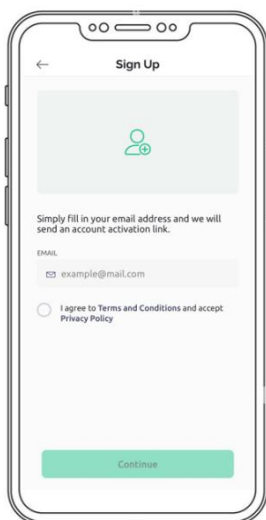 Sign Up
Simply fill in your email address and we will
send an account activation link.
EMAIL
example@mail.com
I agree to Terms and Conditions and accept
Privacy Policy
Continue